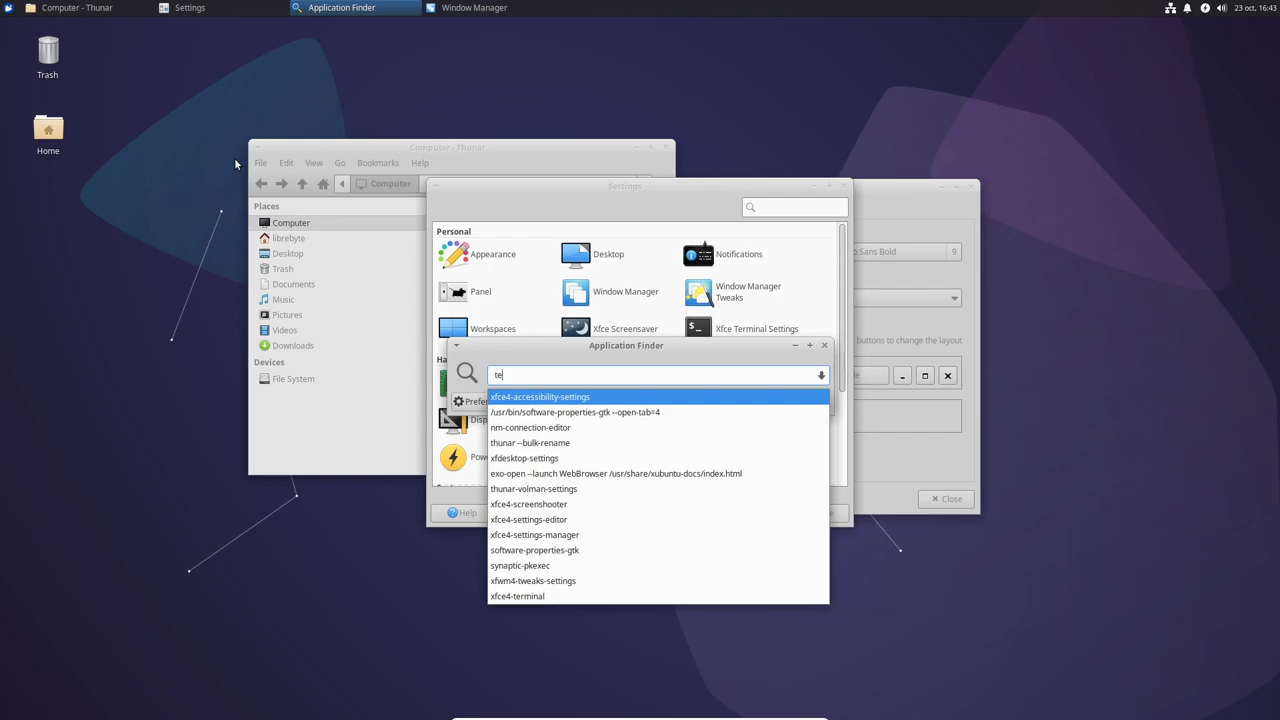 Computer - Thunar
Settings
Application Finder
Window Manager
23 oct, 16:43
Trash
Home
Computer - Thunar
File Edit View Go Bookmarks Help
Computer
Places
Computer
librebyte
Desktop
Trash
Documents
Music
Pictures
Videos
Downloads
Devices
File System
Settings
Personal
Appearance
Desktop
Notifications
Panel
Window Manager
Window Manager
Tweaks
Workspaces
Xfce Screensaver
Xfce Terminal Settings
Help
Sans Bold 9
buttons to change the layout
Close
Application Finder
te
xfce4-accessibility-settings
/usr/bin/software-properties-gtk --open-tab=4
nm-connection-editor
thunar --bulk-rename
xfdesktop-settings
exo-open --launch WebBrowser /usr/share/xubuntu-docs/index.html
thunar-volman-settings
xfce4-screenshooter
xfce4-settings-editor
xfce4-settings-manager
software-properties-gtk
synaptic-pkexec
xfwm4-tweaks-settings
xfce4-terminal